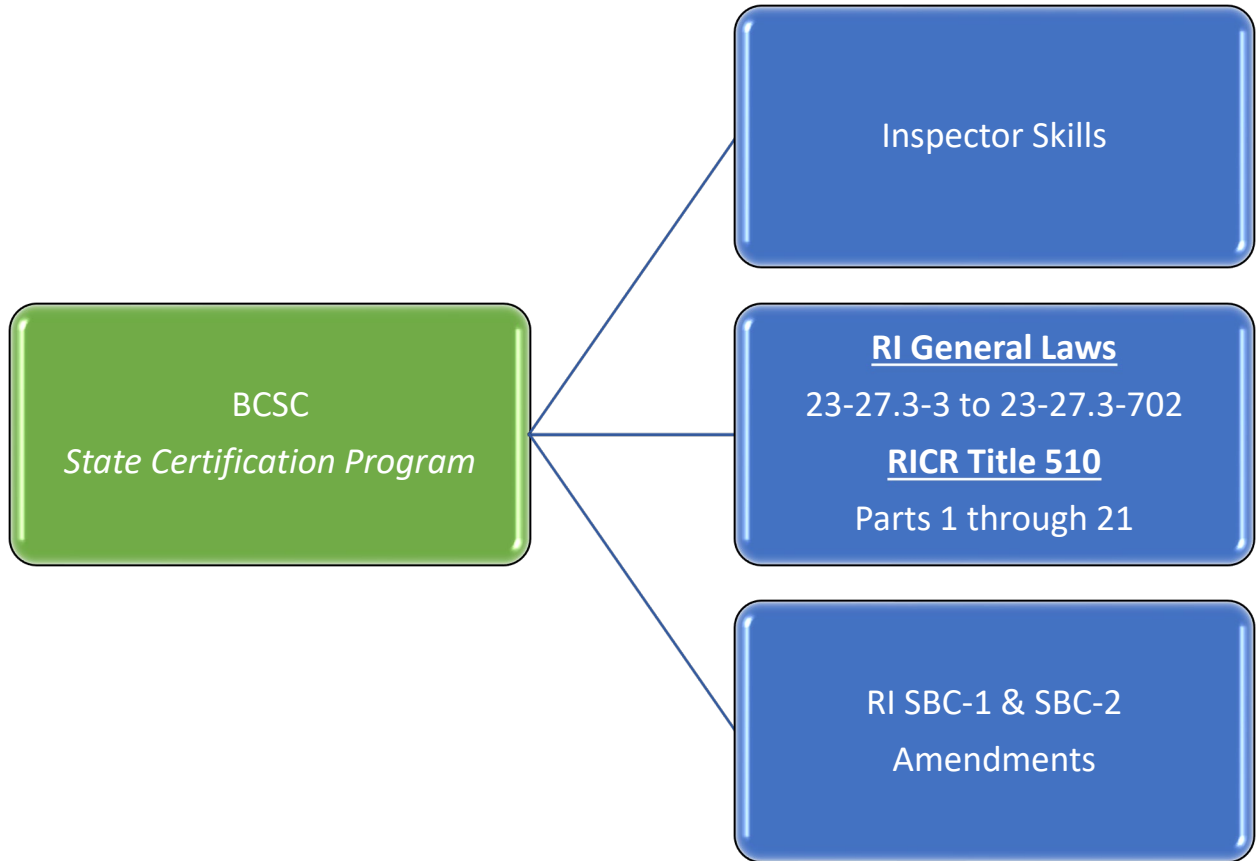 Inspector Skills
BCSC
State Certification Program
RI General Laws
23-27.3-3 to 23-27.3-702
RICR Title 510
Parts 1 through 21
RI SBC-1 & SBC-2
Amendments